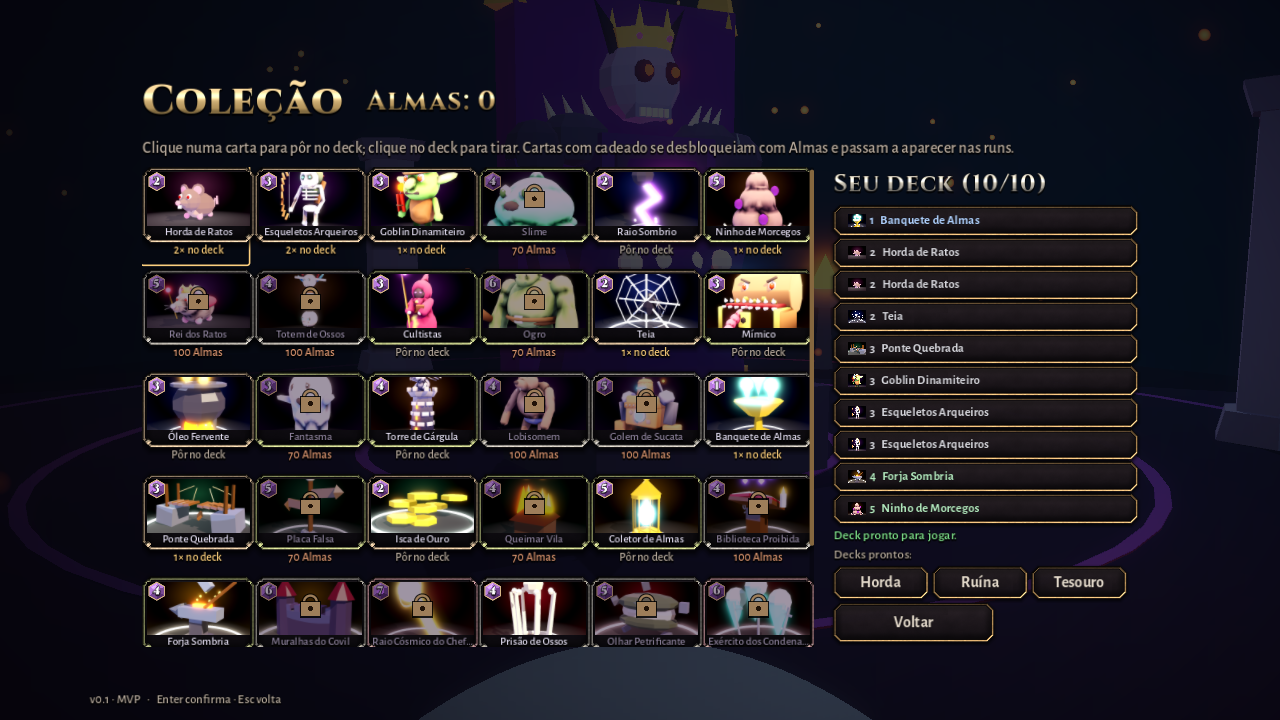 Coleção Almas: 0
Clique numa carta para pôr no deck; clique no deck para tirar. Cartas com cadeado se desbloqueiam com Almas e passam a aparecer nas runs.
2 3 3 4 2 5
Horda de Ratos Esqueletos Arqueiros Goblin Dinamiteiro Slime Raio Sombrio Ninho de Morcegos
2× no deck 2× no deck 1× no deck 70 Almas Pôr no deck 1× no deck
5 4 3 6 2 3
Rei dos Ratos Totem de Ossos Cultistas Ogro Teia Mímico
100 Almas 100 Almas Pôr no deck 70 Almas 1× no deck Pôr no deck
3 3 4 4 5 1
Óleo Fervente Fantasma Torre de Gárgula Lobisomem Golem de Sucata Banquete de Almas
Pôr no deck 70 Almas Pôr no deck 100 Almas 100 Almas 1× no deck
3 5 2 4 5 4
Ponte Quebrada Placa Falsa Isca de Ouro Queimar Vila Coletor de Almas Biblioteca Proibida
1× no deck 70 Almas Pôr no deck 70 Almas Pôr no deck 100 Almas
4 6 7 4 5 6
Forja Sombria Muralhas do Covil Raio Cósmico do Chef... Prisão de Ossos Olhar Petrificante Exército dos Condena...
Seu deck (10/10)
1 Banquete de Almas
2 Horda de Ratos
2 Horda de Ratos
2 Teia
3 Ponte Quebrada
3 Goblin Dinamiteiro
3 Esqueletos Arqueiros
3 Esqueletos Arqueiros
4 Forja Sombria
5 Ninho de Morcegos
Deck pronto para jogar.
Decks prontos:
Horda Ruína Tesouro
Voltar
v0.1 · MVP · Enter confirma · Esc volta